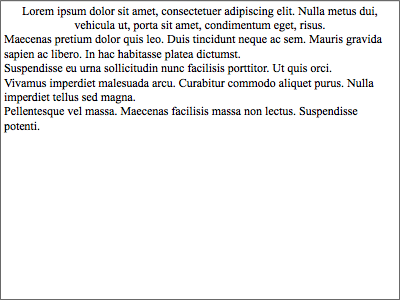 Lorem ipsum dolor sit amet, consectetuer adipiscing elit. Nulla metus dui,
vehicula ut, porta sit amet, condimentum eget, risus.
Maecenas pretium dolor quis leo. Duis tincidunt neque ac sem. Mauris gravida
sapien ac libero. In hac habitasse platea dictumst.
Suspendisse eu urna sollicitudin nunc facilisis porttitor. Ut quis orci.
Vivamus imperdiet malesuada arcu. Curabitur commodo aliquet purus. Nulla
imperdiet tellus sed magna.
Pellentesque vel massa. Maecenas facilisis massa non lectus. Suspendisse
potenti.